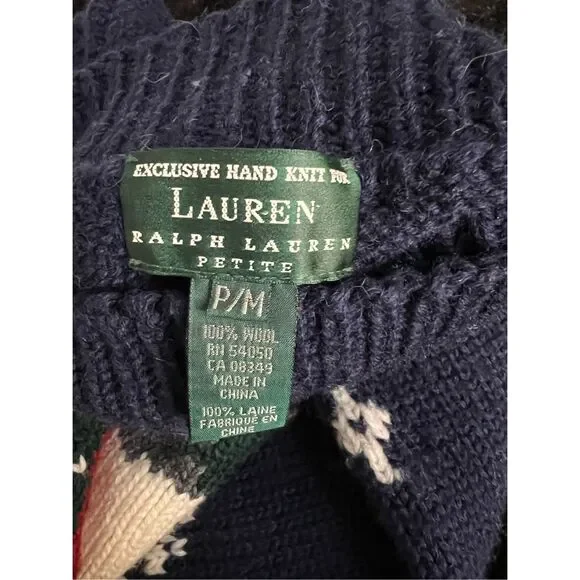 EXCLUSIVE HAND KNIT FOR
LAUREN
RALPH LAUREN
PETITE
P/M
100% WOOL
RN 54050
CA 08349
MADE IN
CHINA
100% LAINE
FABRIQUE EN
CHINE